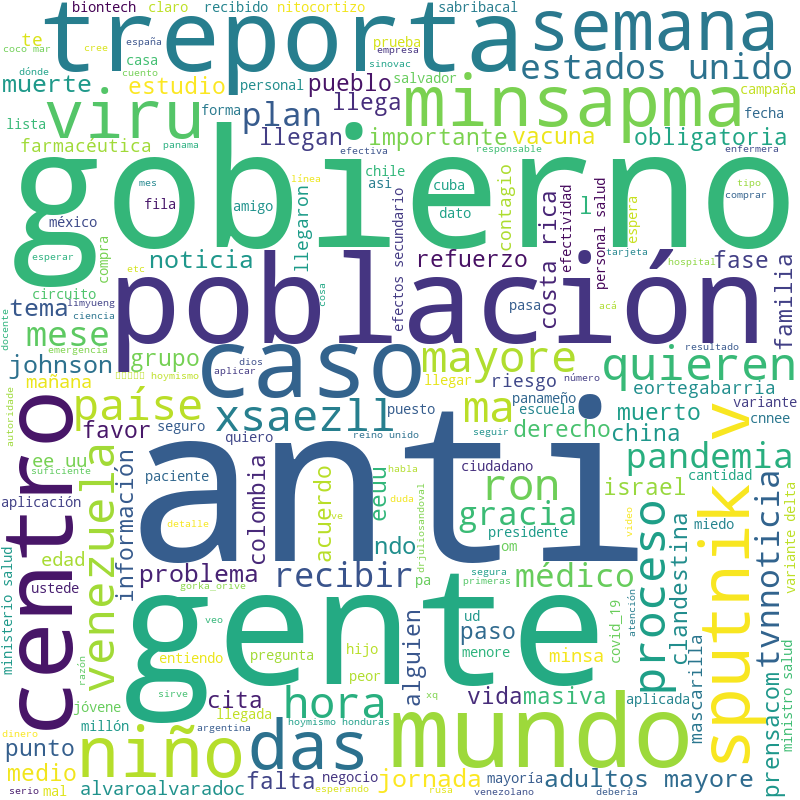 biontech claro recibido nitocortizo sabribacal
treporta semana
te casa prueba
coco mar españa cree empresa
dónde cuento sinovac
estados unido
muerte estudio personal pueblo salvador campaña
viru llega minsapma
lista forma plan fecha
farmacéutica llegan importante vacuna obligatoria
panama efectiva responsable enfermera
gobierno
mes línea chile cuba tipo
fila asi comprar
méxico amigo dato contagio l espera
llegaron
esperar compra etc efectos secundario costa rica efectividad personal salud tarjeta hospital
noticia refuerzo fase
circuito cosa familia
población
tema limyueng pasa acá
ciencia
docente mese emergencia dios hoymismo resultado
johnson grupo aplicar caso mayore quieren
mañana llegar riesgo panameño número
autoridade país puesto escuela eortegabarria
países
favor seguro xsaezll ma derecho muerto variante
quiero reino unido seguir china cnnee
centro ee uu información colombia habla ciudadano v pandemia
suficiente paciente anti duda ron israel cantidad
aplicación eeuu gracia miedo
venezuela detalle acuerdo ve drjuliosandoval presidente video variante delta
edad ndo om
ministerio salud problema recibir pa segura médico proceso clandestina sputnik tvnnoticia
ustede gorka_orive primeras
gente
veo ud paso covid_19 atención mascarilla
entiendo pregunta hijo menore minsa
razón peor alguien
jóvene sirve cita hora xq vida masiva aplicada prensacom ministro salud
millón llegada hoymismo honduras
dinero argentina
punto niño das mundo
medio falta negocio jornada mayoría adultos mayore
serio mal alvaroalvaradoc esperando rusa venezolano debería